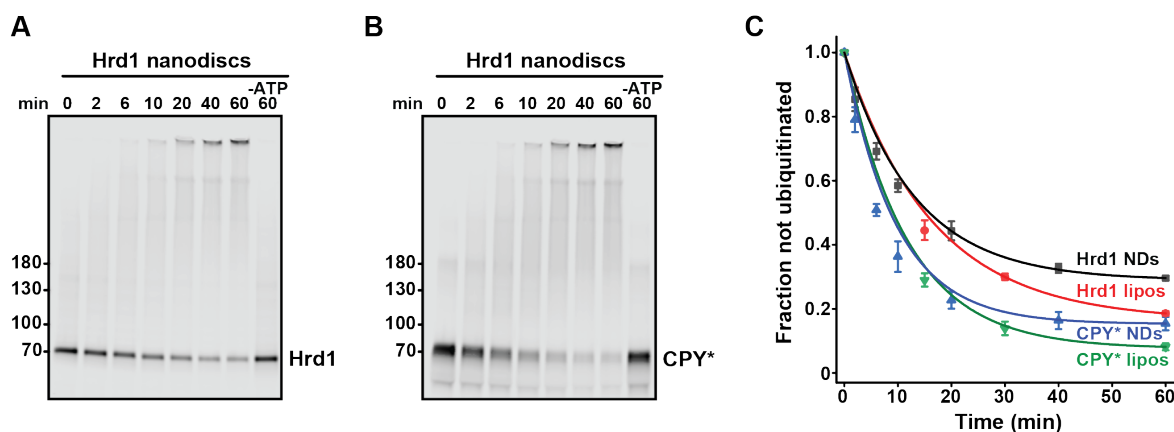 A
Hrd1 nanodiscs
-ATP
min 0 2 6 10 20 40 60 60
180
130
100
70
Hrd1
B
Hrd1 nanodiscs
-ATP
min 0 2 6 10 20 40 60 60
180
130
100
70
CPY*
C
Fraction not ubiquitinated
1.0
0.8
0.6
0.4
0.2
0
Hrd1 NDs
Hrd1 lipos
CPY* NDs
CPY* lipos
0 10 20 30 40 50 60
Time (min)